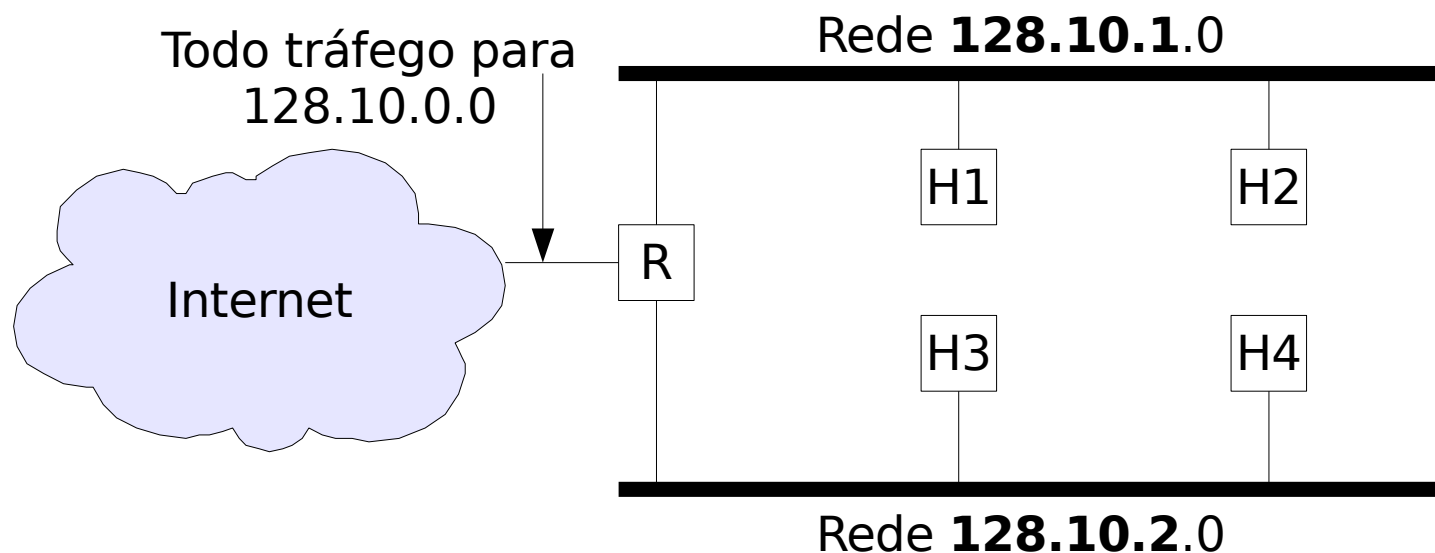 Todo tráfego para
128.10.0.0
Rede 128.10.1.0
H1
H2
R
Internet
H3
H4
Rede 128.10.2.0